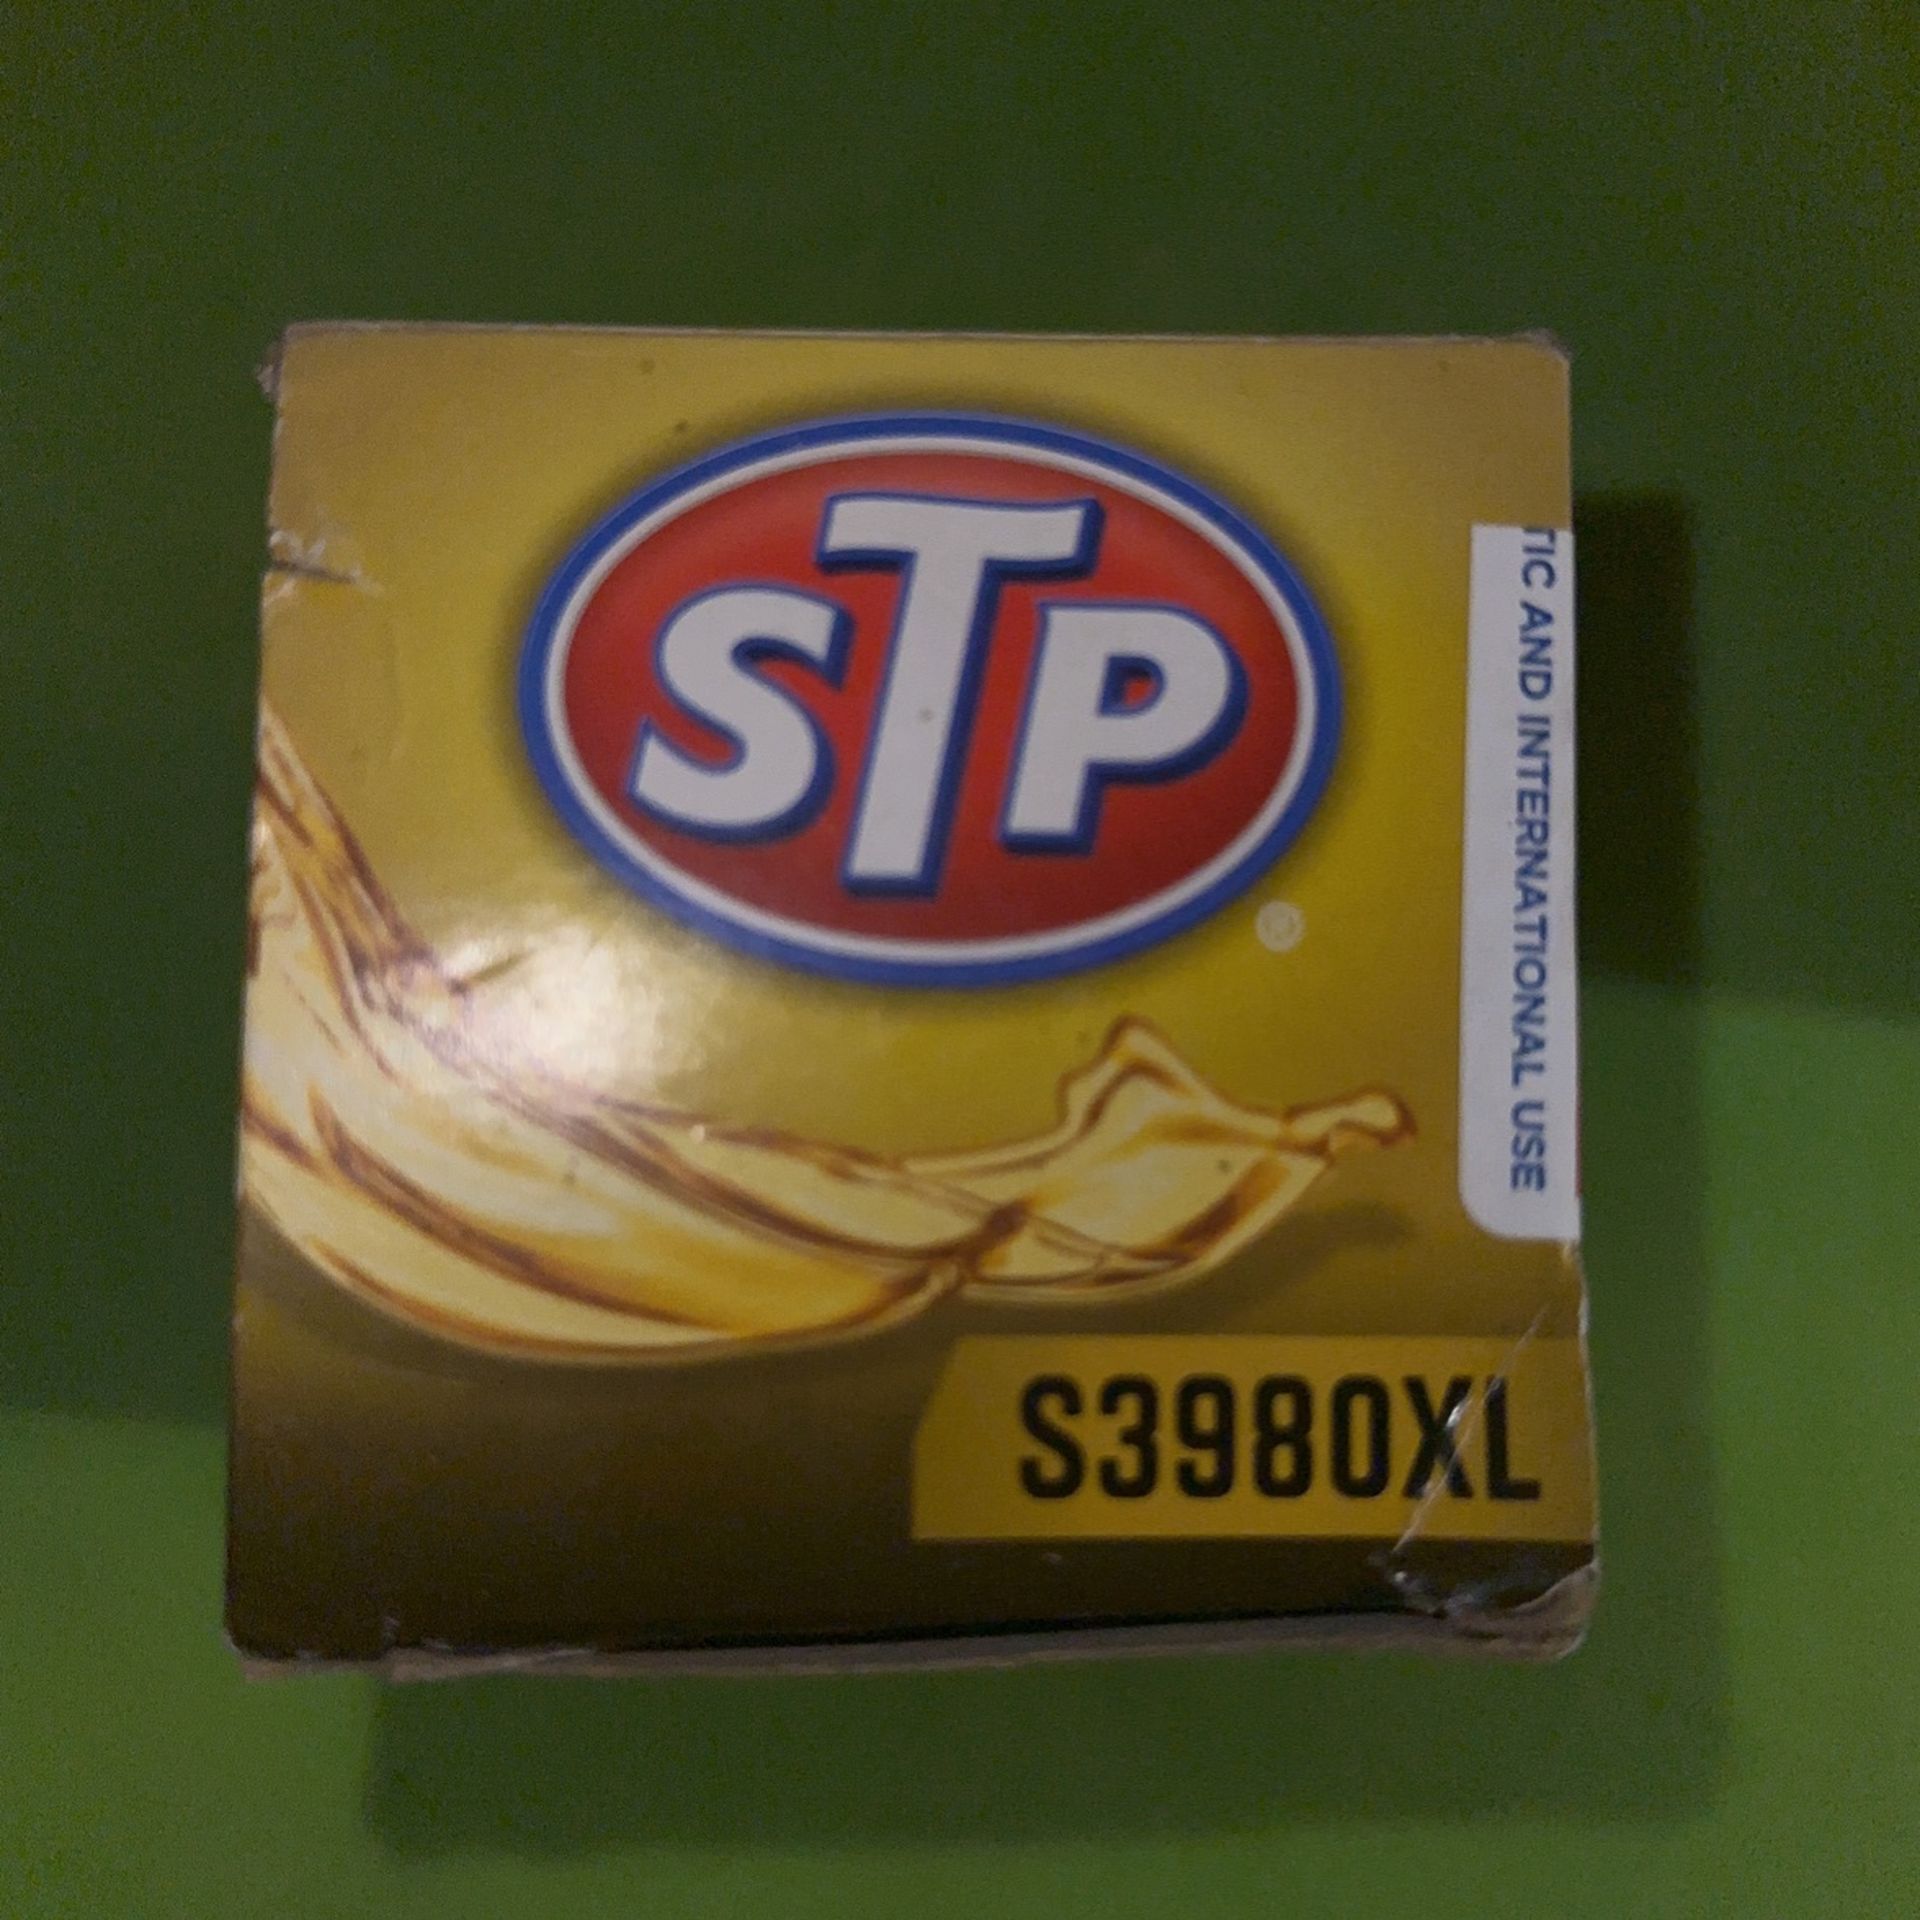 STP
®
TIC AND INTERNATIONAL USE
S3980XL